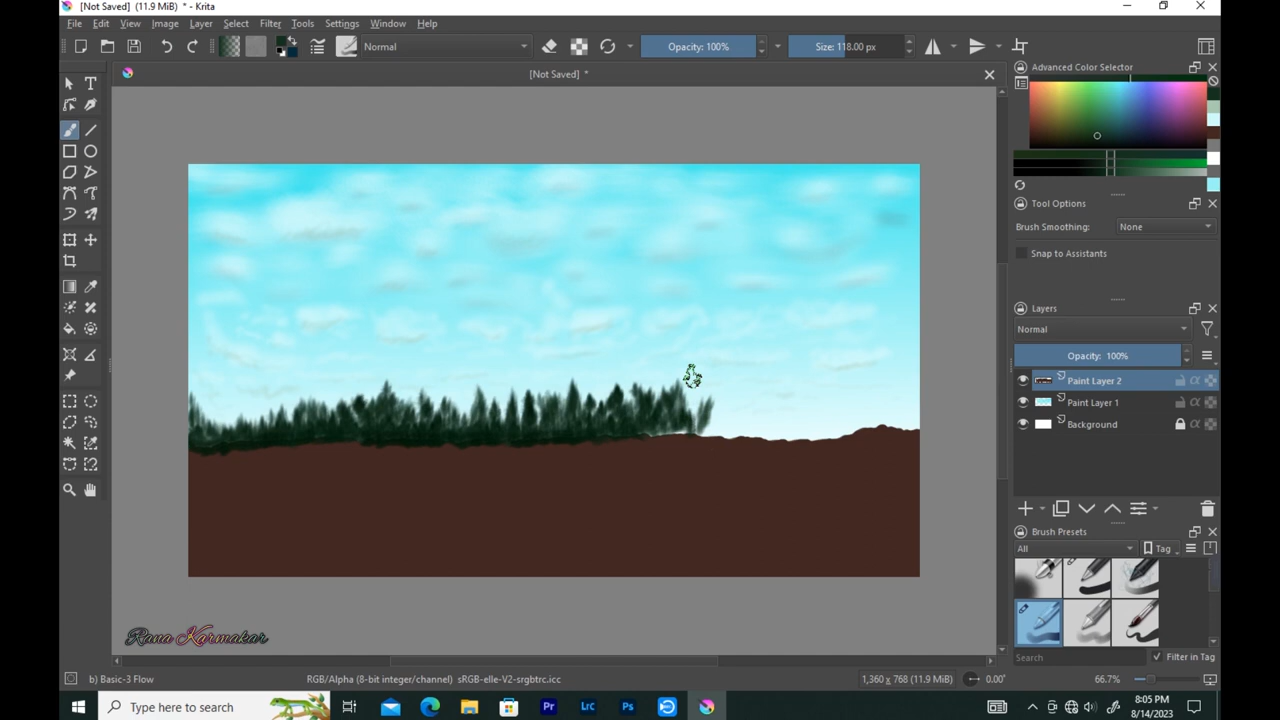 [Not Saved] (11.9 MiB) * - Krita
File Edit View Image Layer Select Filter Tools Settings Window Help
Normal Opacity: 100% Size: 118.00 px
[Not Saved] *
Advanced Color Selector
Tool Options
Brush Smoothing: None
Snap to Assistants
Layers
Normal
Opacity: 100%
Paint Layer 2
Paint Layer 1
Background
Brush Presets
All Tag
Search Filter in Tag
Rana Karmakar
b) Basic-3 Flow RGB/Alpha (8-bit integer/channel) sRGB-elle-V2-srgbtrc.icc 1,360 x 768 (11.9 MiB) 0.00° 66.7%
Type here to search Pr Lrc Ps 8:05 PM
8/14/2023